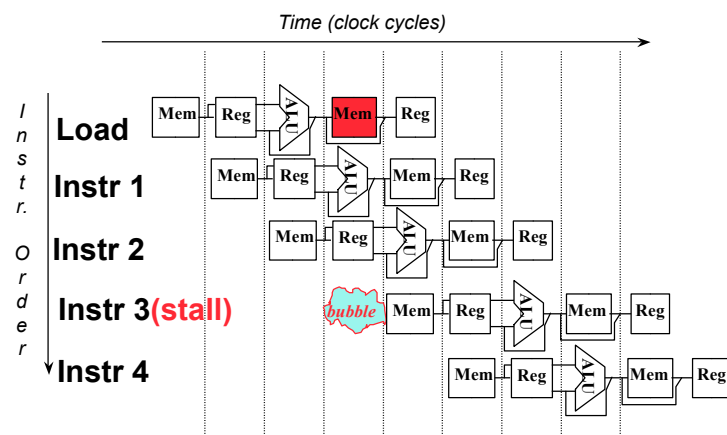 Time (clock cycles)
Instr. Order
Load Mem Reg ALU Mem Reg
Instr 1 Mem Reg ALU Mem Reg
Instr 2 Mem Reg ALU Mem Reg
Instr 3(stall) bubble Mem Reg ALU Mem Reg
Instr 4 Mem Reg ALU Mem Reg